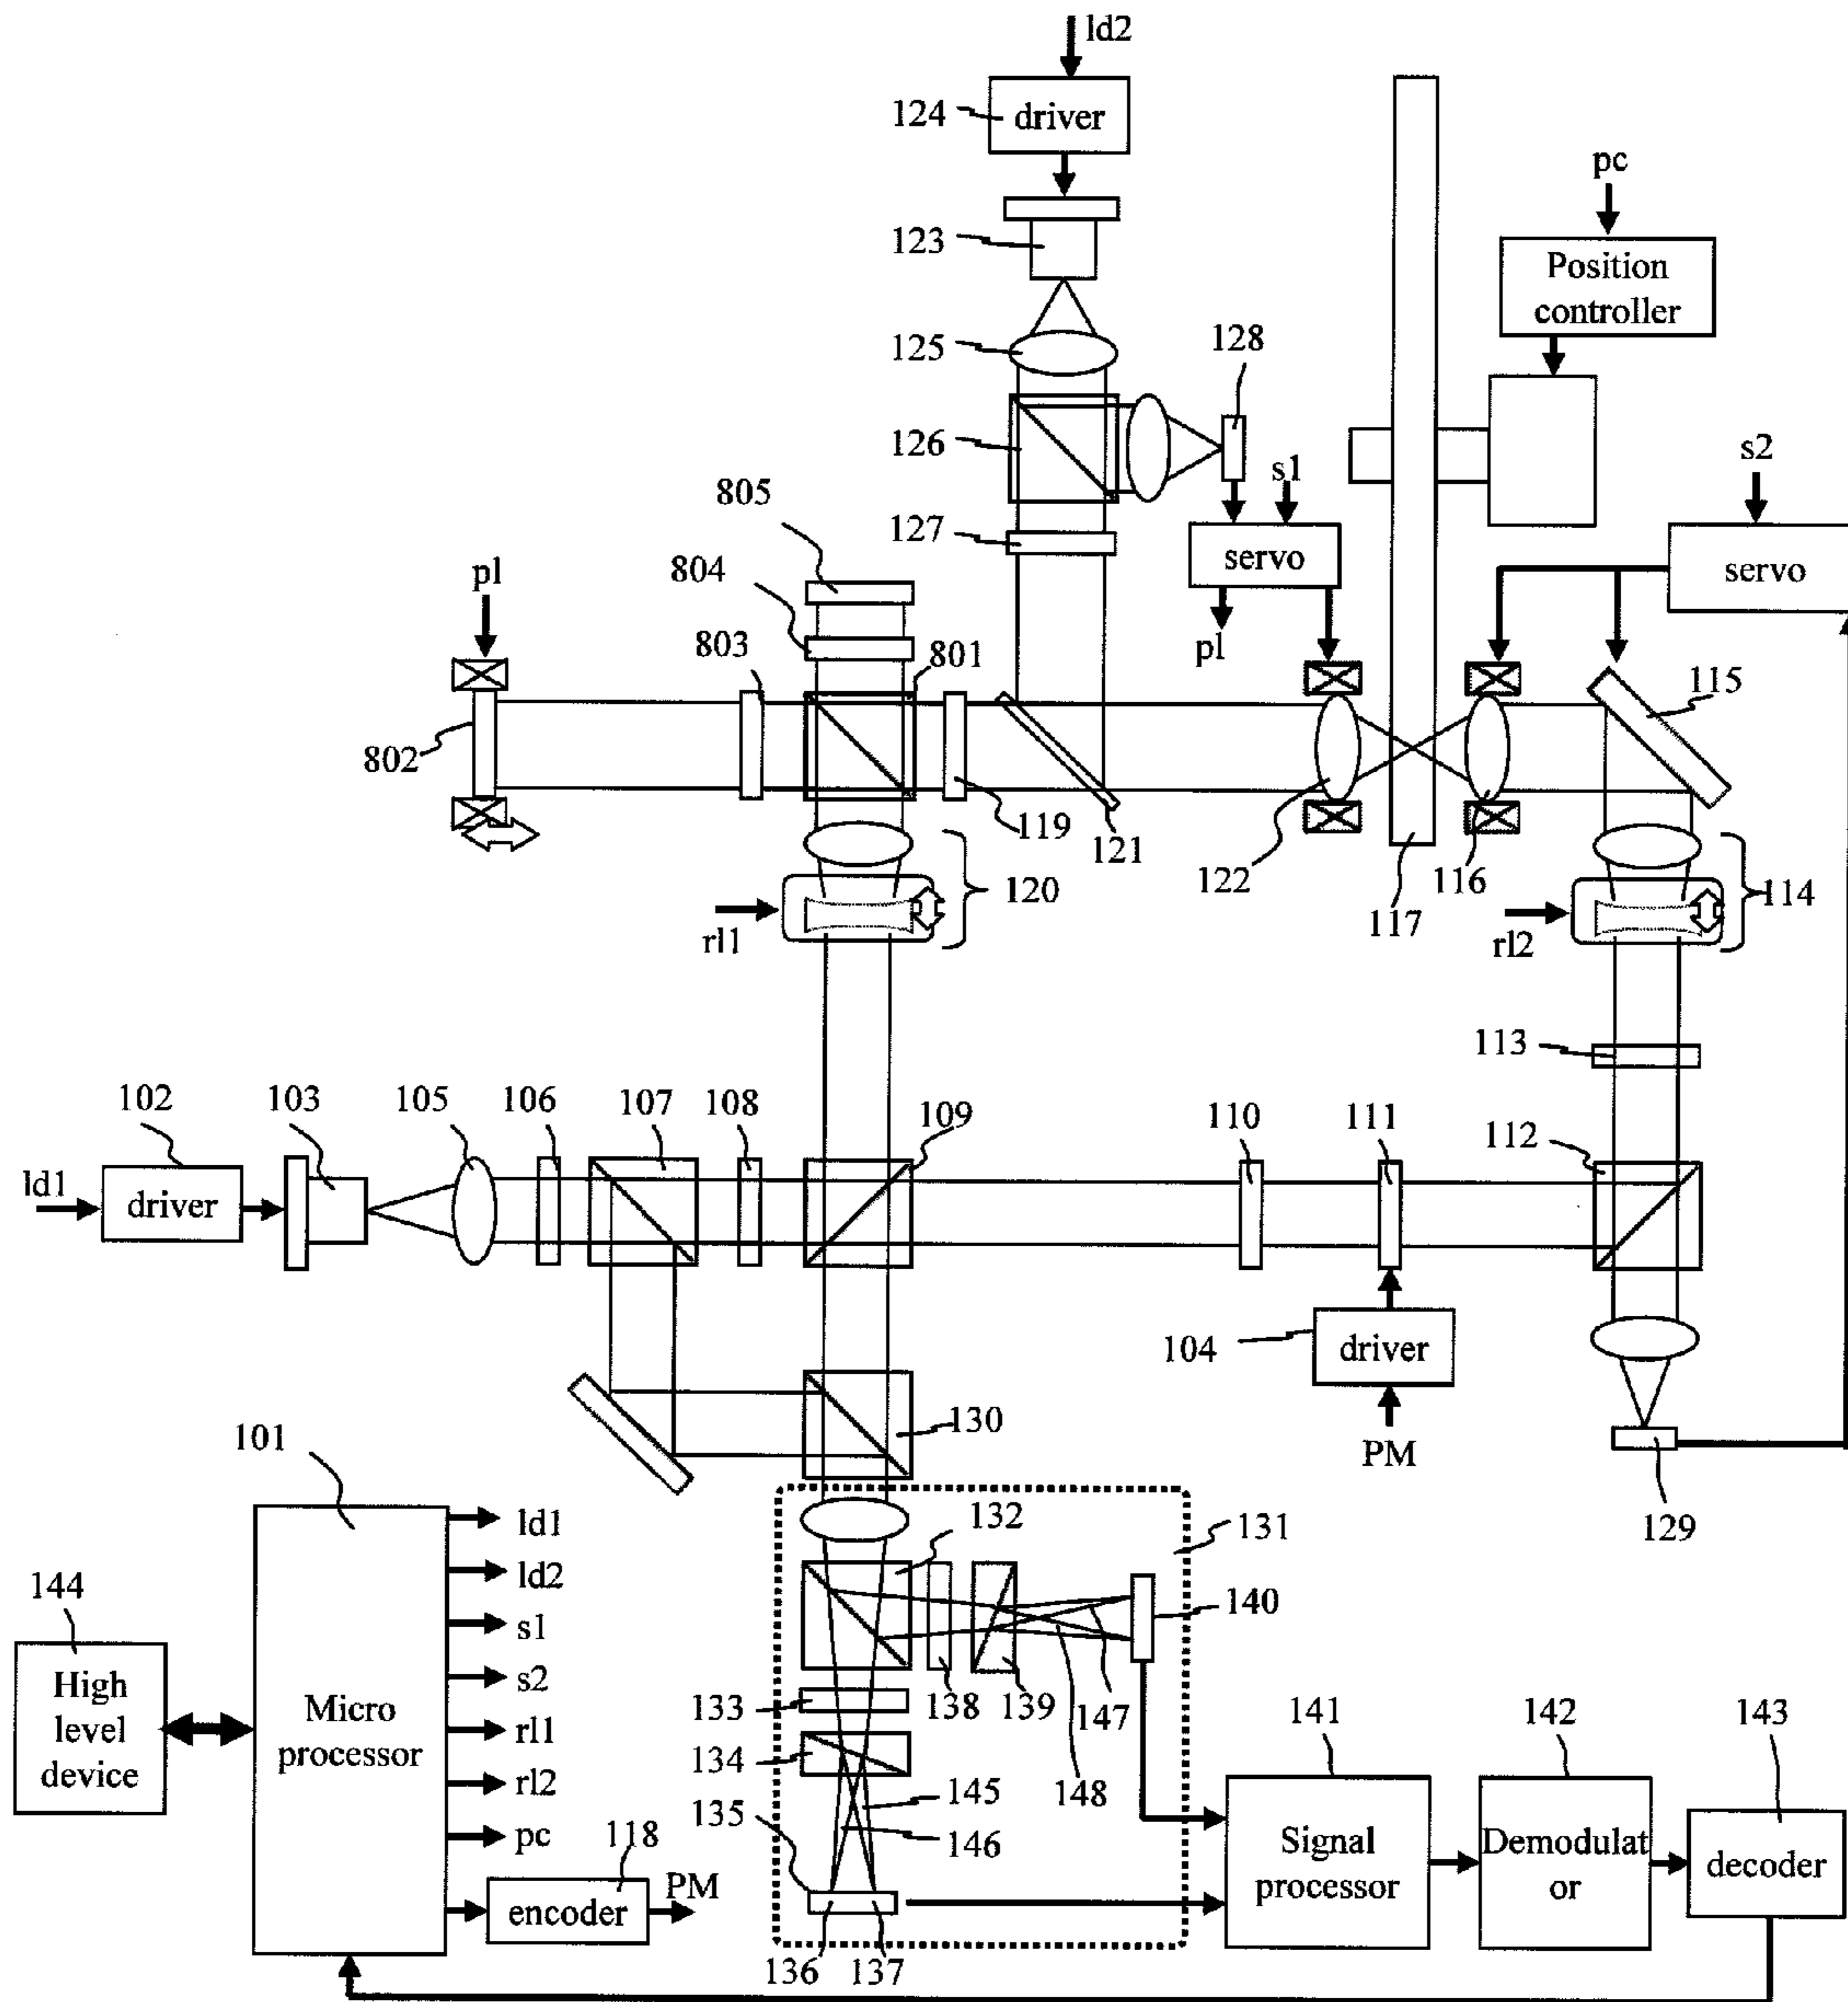 ld2
124
driver
pc
123
Position
controller
125
128
126
s1
s2
805
127
servo
servo
804
pl
pl
803
801
115
802
119
121
122
116
120
117
114
rl1
rl2
113
102
103
105
106
107
108
109
110
111
112
ld1
driver
104
driver
130
PM
101
129
132
131
ld1
144
ld2
140
s1
High
level
device
s2
Micro
processor
133
138
139
147
141
142
143
rl1
134
148
rl2
145
135
146
pc
118
Signal
processor
Demodulat
or
decoder
PM
encoder
136
137